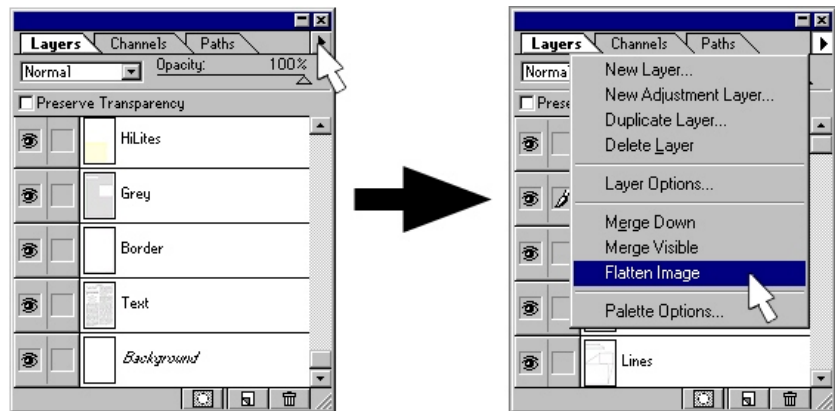 Layers Channels Paths
Normal Opacity: 100%
Preserve Transparency
HiLites
Grey
Border
Text
Background
Layers Channels Paths
Norma
Prese
New Layer...
New Adjustment Layer...
Duplicate Layer...
Delete Layer
Layer Options...
Merge Down
Merge Visible
Flatten Image
Palette Options...
Lines